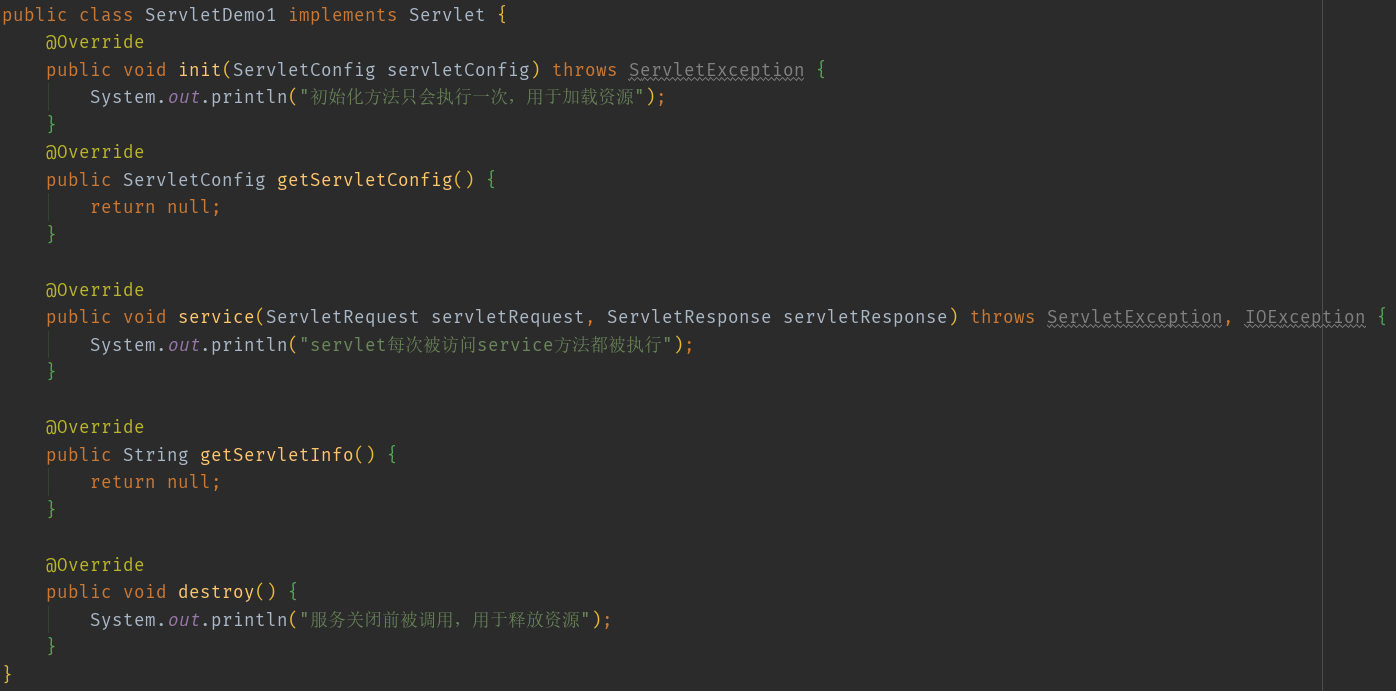 public class ServletDemo1 implements Servlet {
@Override
public void init(ServletConfig servletConfig) throws ServletException {
System.out.println("初始化方法只会执行一次，用于加载资源");
}
@Override
public ServletConfig getServletConfig() {
return null;
}
@Override
public void service(ServletRequest servletRequest, ServletResponse servletResponse) throws ServletException, IOException {
System.out.println("servlet每次被访问service方法都被执行");
}
@Override
public String getServletInfo() {
return null;
}
@Override
public void destroy() {
System.out.println("服务关闭前被调用，用于释放资源");
}
}